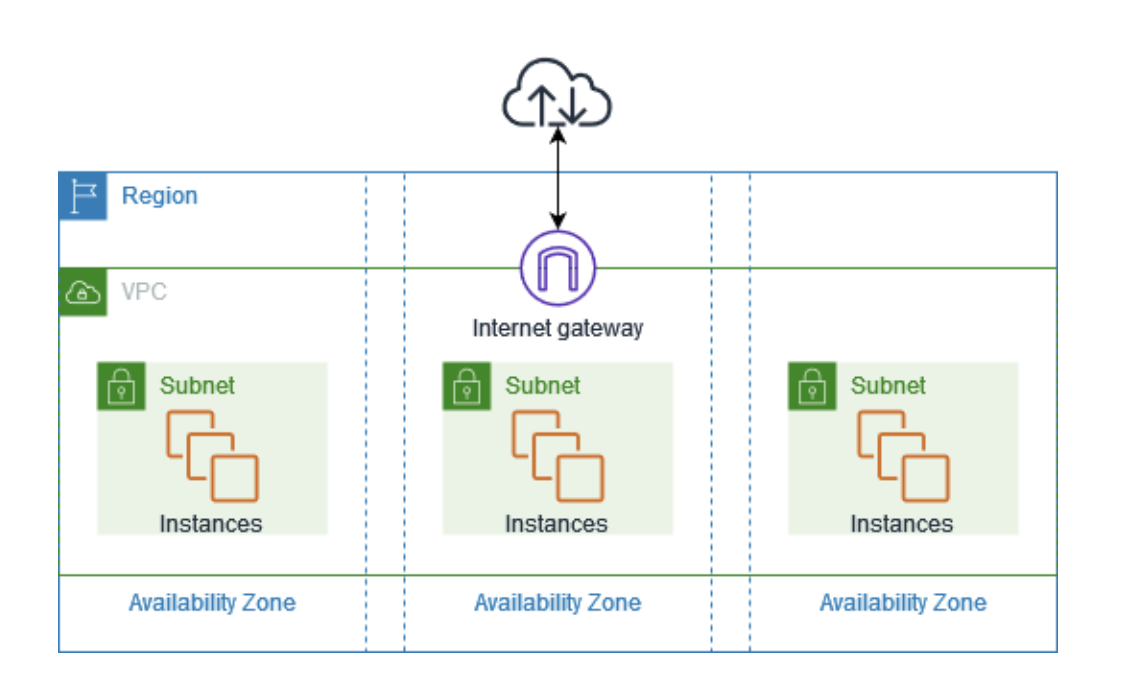 Region
VPC
Internet gateway
Subnet
Subnet
Subnet
Instances
Instances
Instances
Availability Zone
Availability Zone
Availability Zone